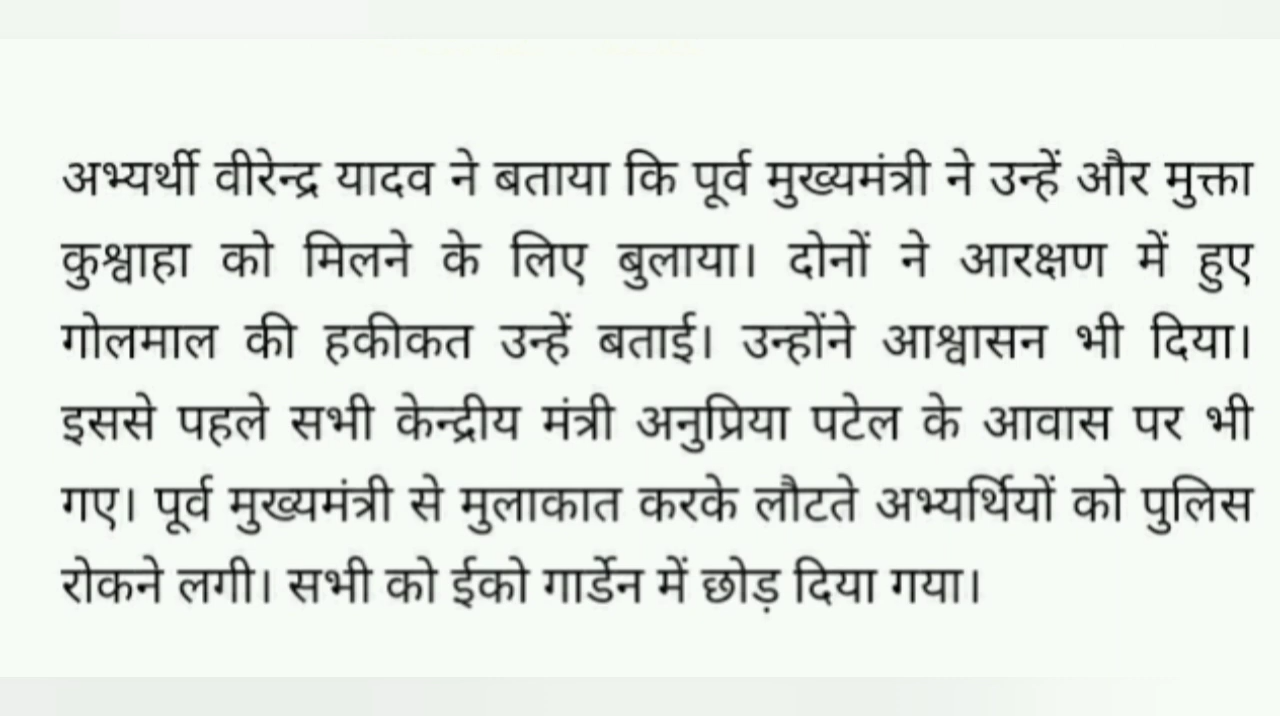 अभ्यर्थी वीरेन्द्र यादव ने बताया कि पूर्व मुख्यमंत्री ने उन्हें और मुक्ता
कुश्वाहा को मिलने के लिए बुलाया। दोनों ने आरक्षण में हुए
गोलमाल की हकीकत उन्हें बताई। उन्होंने आश्वासन भी दिया।
इससे पहले सभी केन्द्रीय मंत्री अनुप्रिया पटेल के आवास पर भी
गए। पूर्व मुख्यमंत्री से मुलाकात करके लौटते अभ्यर्थियों को पुलिस
रोकने लगी। सभी को ईको गार्डेन में छोड़ दिया गया।